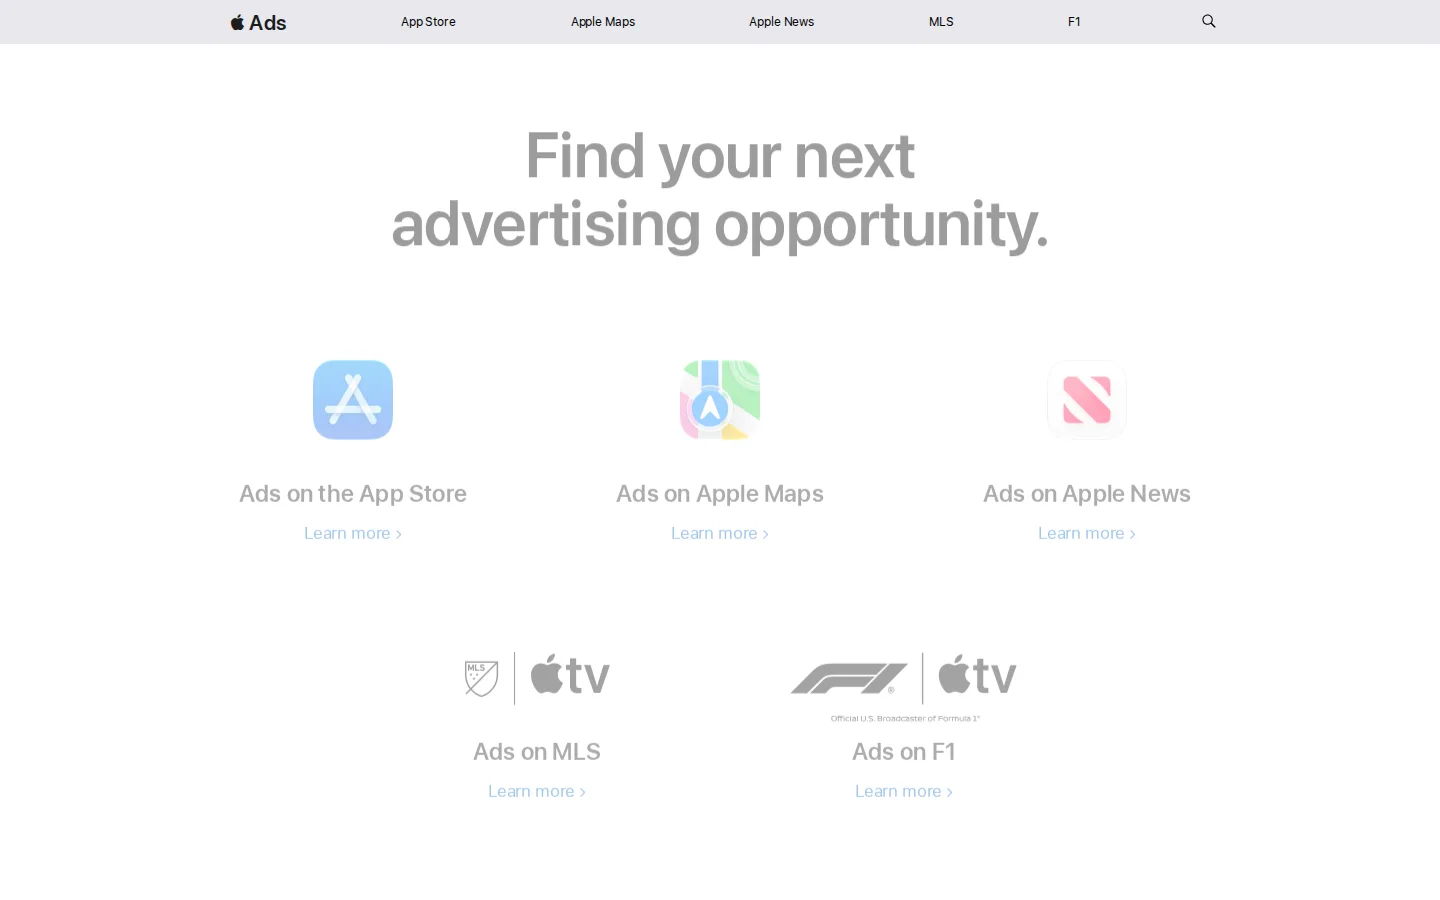 Ads
App Store
Apple Maps
Apple News
MLS
F1
Find your next
advertising opportunity.
Ads on the App Store
Learn more >
Ads on Apple Maps
Learn more >
Ads on Apple News
Learn more >
MLS
tv
Ads on MLS
Learn more >
F1®
tv
Official U.S. Broadcaster of Formula 1®
Ads on F1
Learn more >